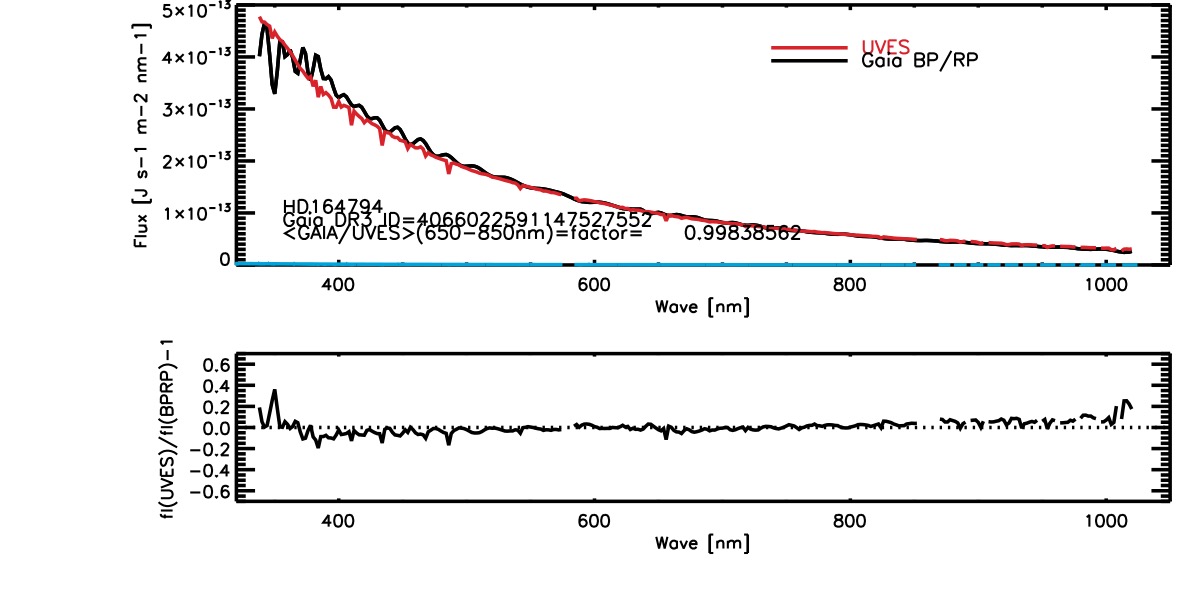 5×10−13
4×10−13
3×10−13
2×10−13
1×10−13
0
Flux [J s−1 m−2 nm−1]
UVES
Gaia BP/RP
HD164794
Gaia DR3 ID=4066022591147527552
<GAIA/UVES>(650−850nm)=factor= 0.99838562
400 600 800 1000
Wave [nm]
fl(UVES)/fl(BPRP)−1
0.6
0.4
0.2
0.0
−0.2
−0.4
−0.6
400 600 800 1000
Wave [nm]